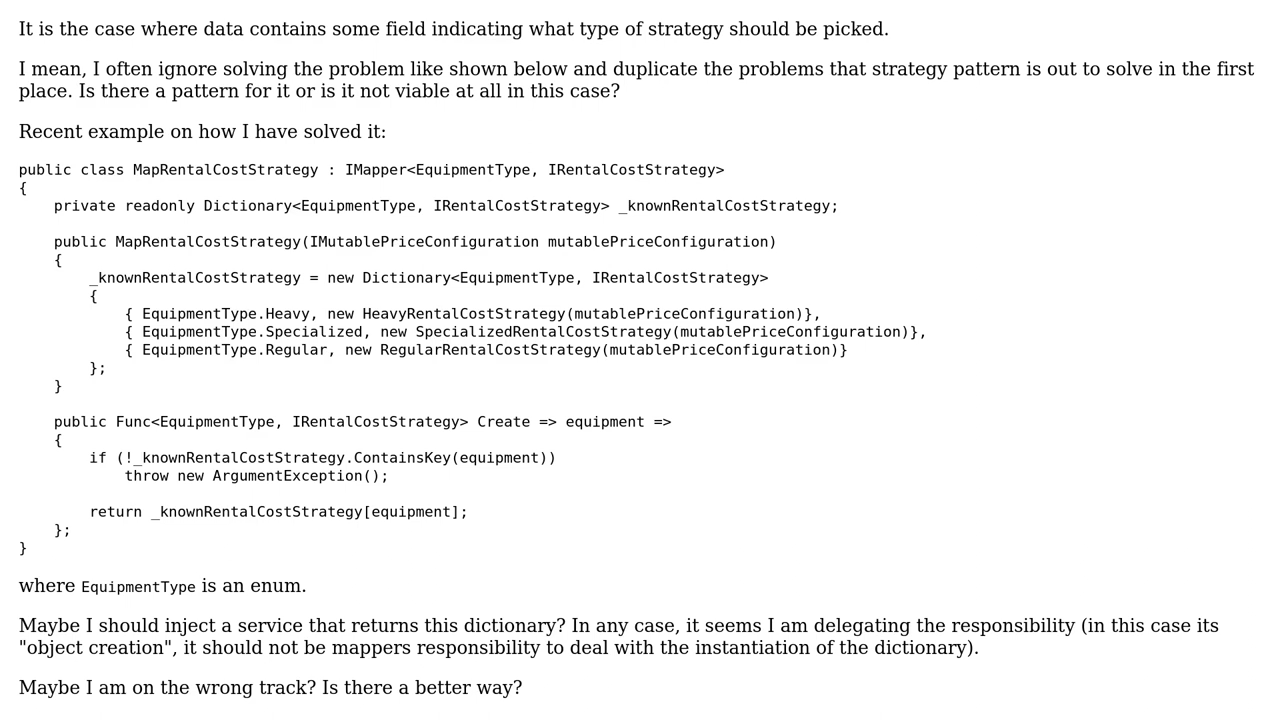 It is the case where data contains some field indicating what type of strategy should be picked.
I mean, I often ignore solving the problem like shown below and duplicate the problems that strategy pattern is out to solve in the first
place. Is there a pattern for it or is it not viable at all in this case?
Recent example on how I have solved it:
public class MapRentalCostStrategy : IMapper<EquipmentType, IRentalCostStrategy>
{
    private readonly Dictionary<EquipmentType, IRentalCostStrategy> _knownRentalCostStrategy;

    public MapRentalCostStrategy(IMutablePriceConfiguration mutablePriceConfiguration)
    {
        _knownRentalCostStrategy = new Dictionary<EquipmentType, IRentalCostStrategy>
        {
            { EquipmentType.Heavy, new HeavyRentalCostStrategy(mutablePriceConfiguration)},
            { EquipmentType.Specialized, new SpecializedRentalCostStrategy(mutablePriceConfiguration)},
            { EquipmentType.Regular, new RegularRentalCostStrategy(mutablePriceConfiguration)}
        };
    }

    public Func<EquipmentType, IRentalCostStrategy> Create => equipment =>
    {
        if (!_knownRentalCostStrategy.ContainsKey(equipment))
            throw new ArgumentException();

        return _knownRentalCostStrategy[equipment];
    };
}
where EquipmentType is an enum.
Maybe I should inject a service that returns this dictionary? In any case, it seems I am delegating the responsibility (in this case its
"object creation", it should not be mappers responsibility to deal with the instantiation of the dictionary).
Maybe I am on the wrong track? Is there a better way?